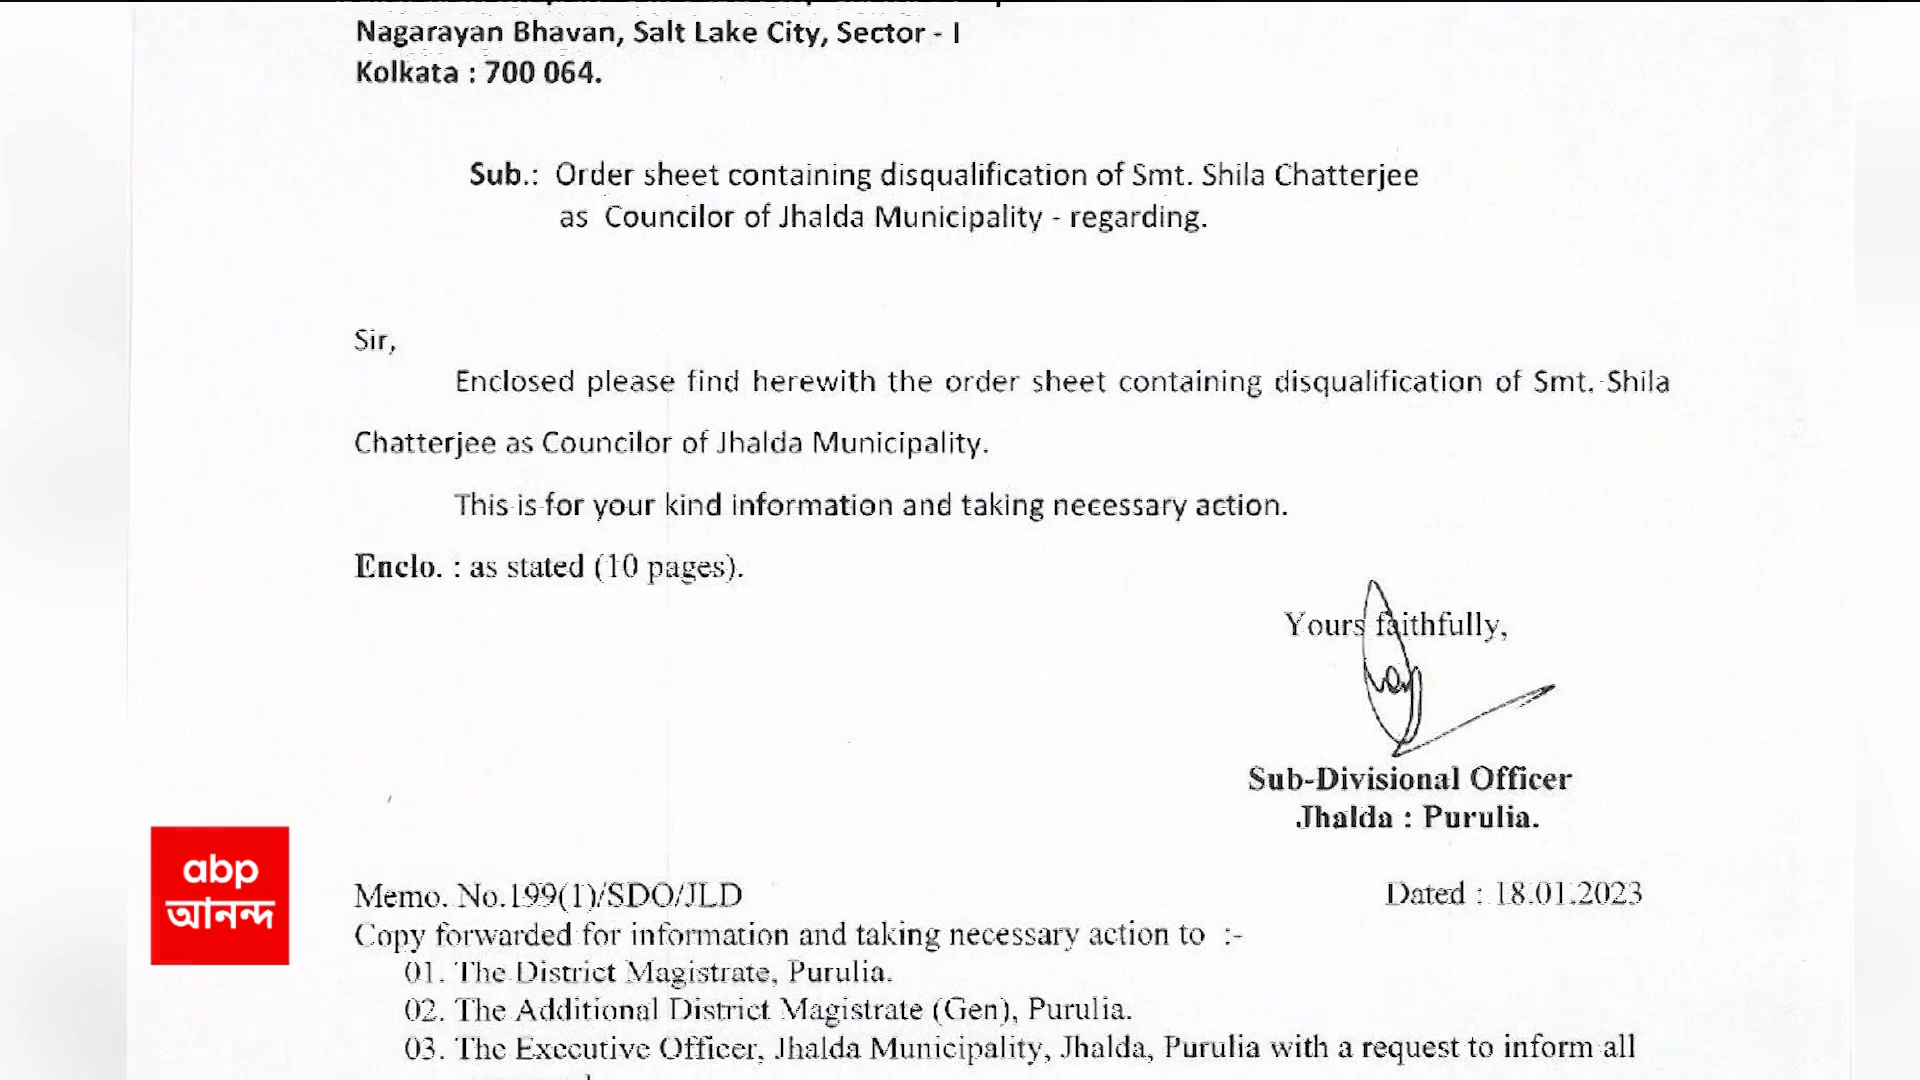 Nagarayan Bhavan, Salt Lake City, Sector - I
Kolkata : 700 064.
Sub.: Order sheet containing disqualification of Smt. Shila Chatterjee
as Councilor of Jhalda Municipality - regarding.
Sir,
Enclosed please find herewith the order sheet containing disqualification of Smt. Shila
Chatterjee as Councilor of Jhalda Municipality.
This is for your kind information and taking necessary action.
Enclo. : as stated (10 pages).
Yours faithfully,
Sub-Divisional Officer
Jhalda : Purulia.
abp
আনন্দ
Memo. No.199(1)/SDO/JLD Dated : 18.01.2023
Copy forwarded for information and taking necessary action to :-
01. The District Magistrate, Purulia.
02. The Additional District Magistrate (Gen), Purulia.
03. The Executive Officer, Jhalda Municipality, Jhalda, Purulia with a request to inform all